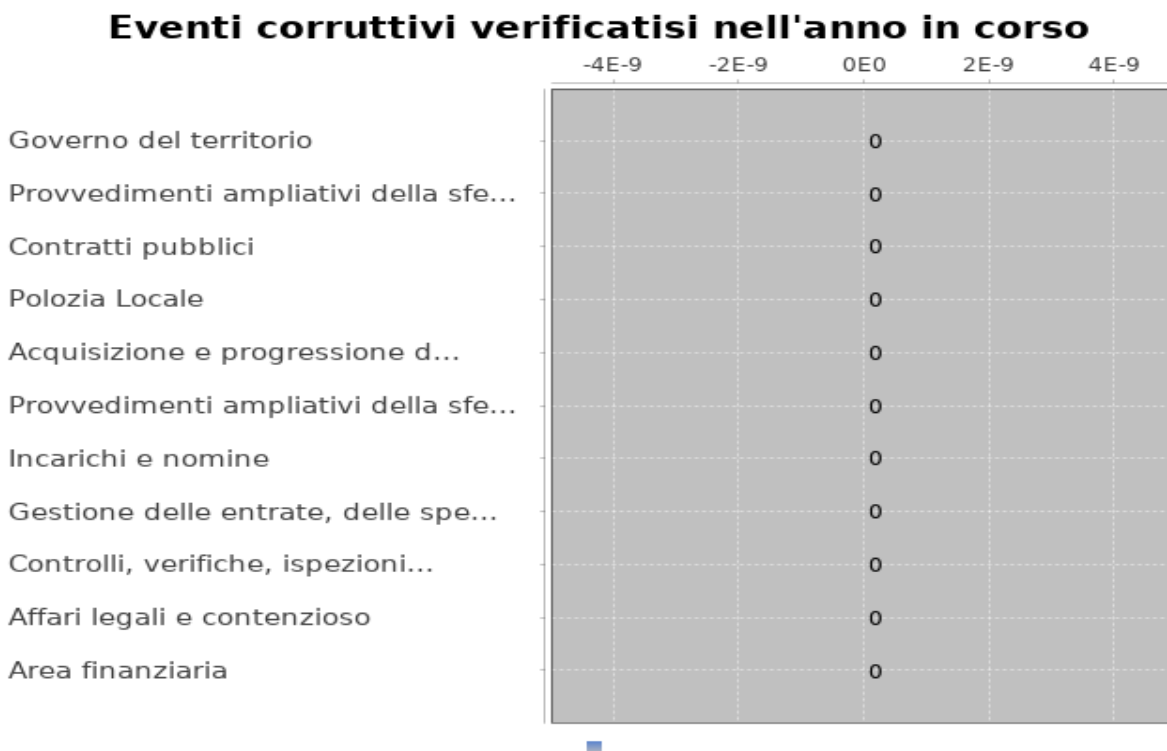 Eventi corruttivi verificatisi nell'anno in corso
-4E-9 -2E-9 0E0 2E-9 4E-9
Governo del territorio 0
Provvedimenti ampliativi della sfe... 0
Contratti pubblici 0
Polozia Locale 0
Acquisizione e progressione d... 0
Provvedimenti ampliativi della sfe... 0
Incarichi e nomine 0
Gestione delle entrate, delle spe... 0
Controlli, verifiche, ispezioni... 0
Affari legali e contenzioso 0
Area finanziaria 0